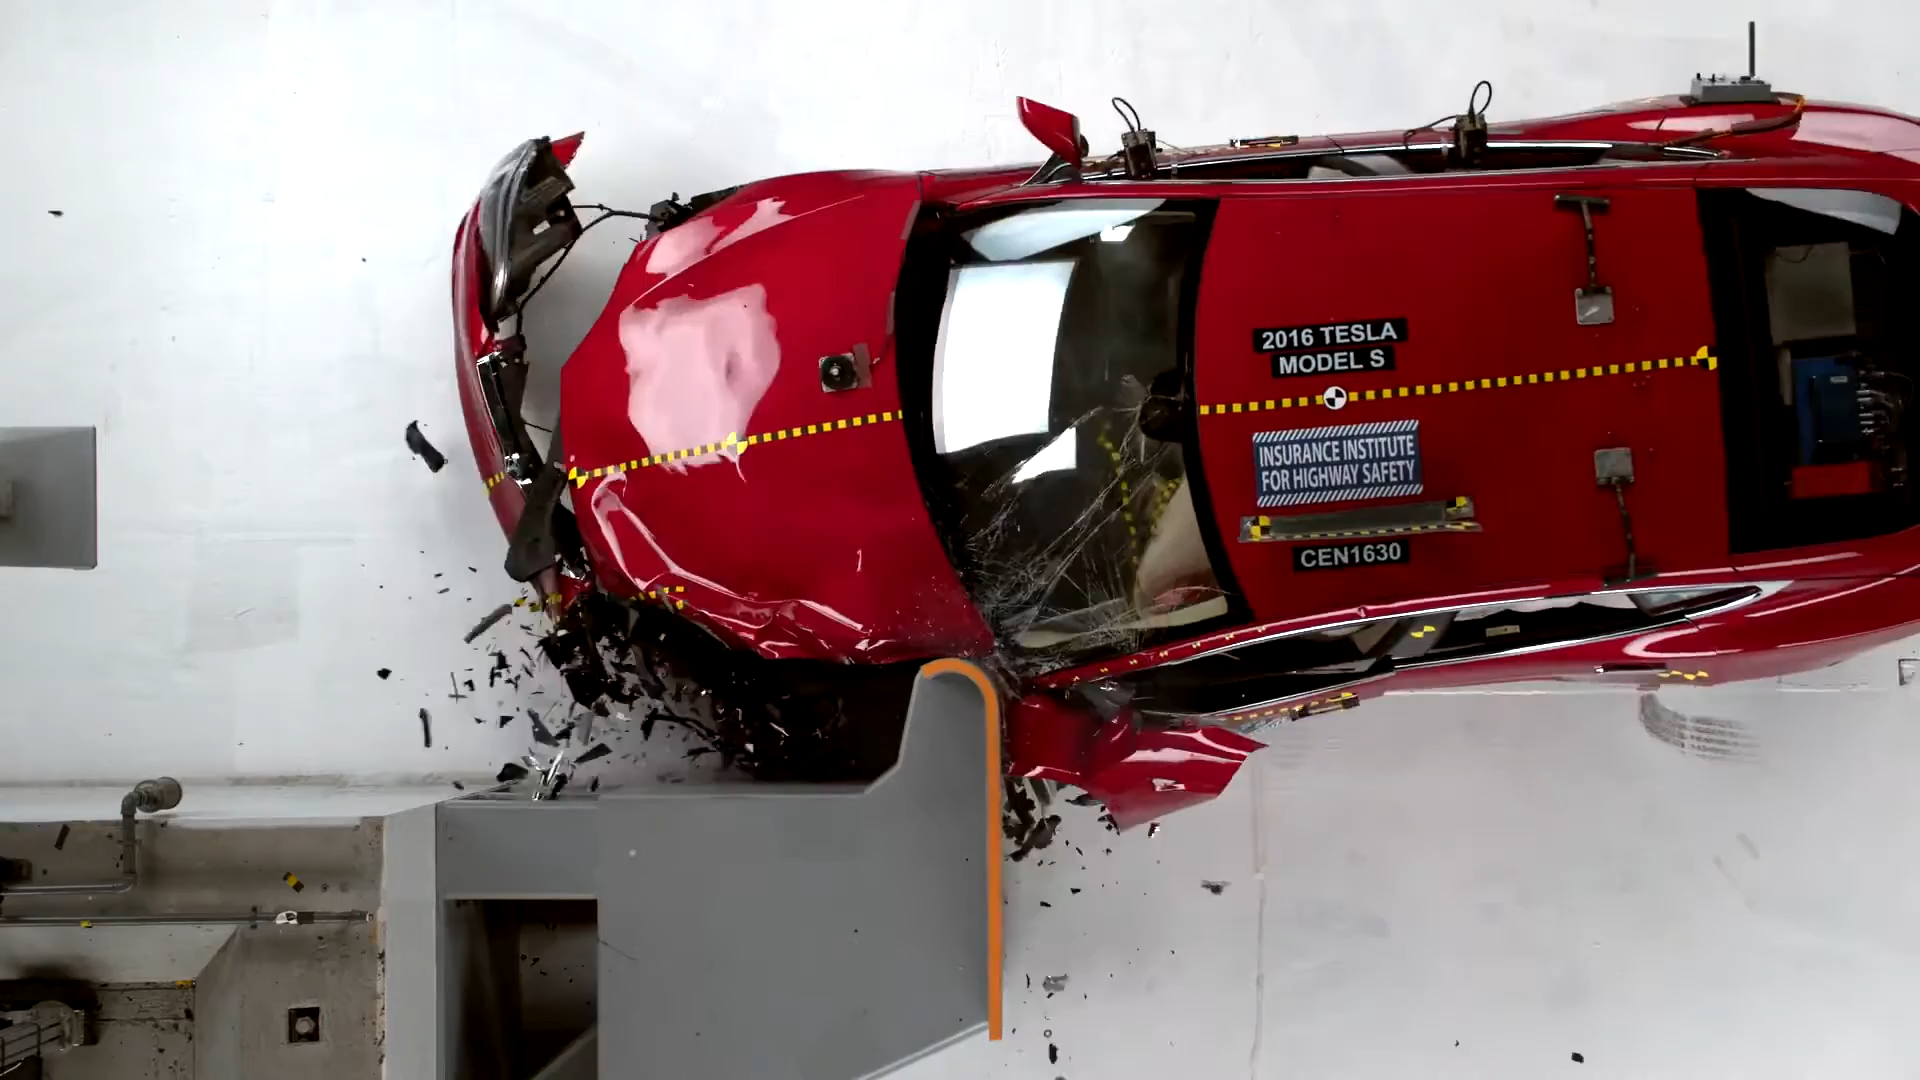 2016 TESLA
MODEL S
INSURANCE INSTITUTE
FOR HIGHWAY SAFETY
CEN1630